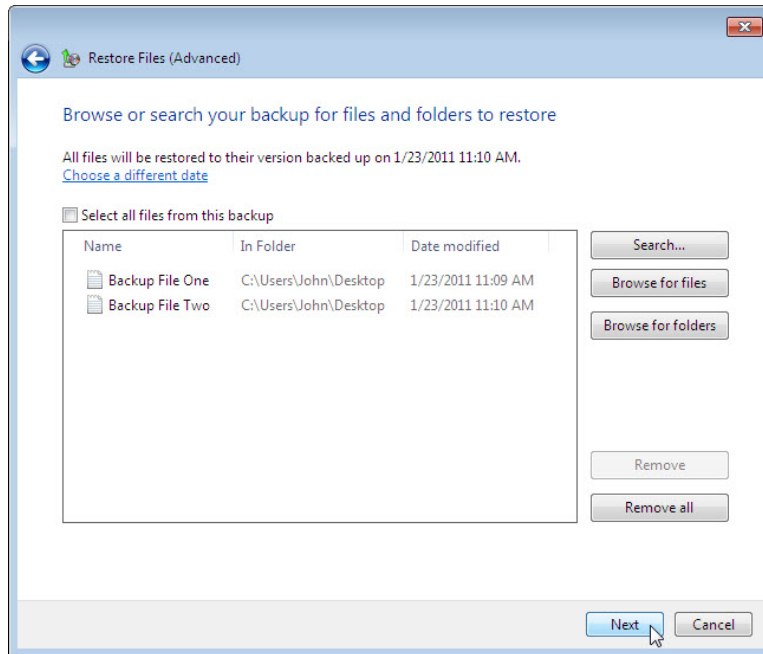 Restore Files (Advanced)
Browse or search your backup for files and folders to restore
All files will be restored to their version backed up on 1/23/2011 11:10 AM.
Choose a different date
Select all files from this backup
Name In Folder Date modified
Backup File One C:\Users\John\Desktop 1/23/2011 11:09 AM
Backup File Two C:\Users\John\Desktop 1/23/2011 11:10 AM
Search...
Browse for files
Browse for folders
Remove
Remove all
Next Cancel